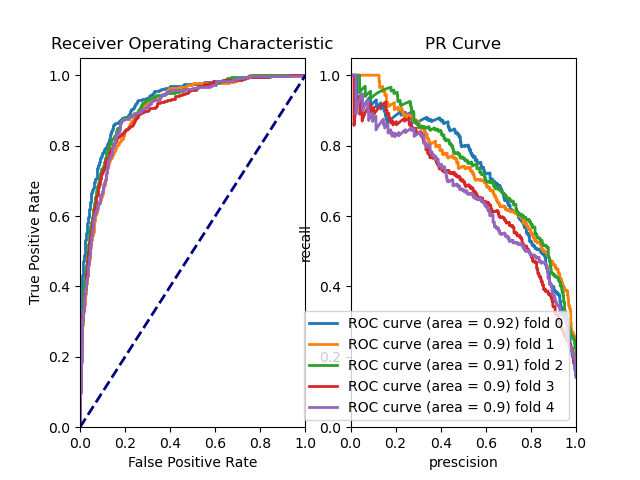 Receiver Operating Characteristic
PR Curve
True Positive Rate
1.0
0.8
0.6
0.4
0.2
0.0
0.0 0.2 0.4 0.6 0.8 1.0
False Positive Rate
recall
1.0
0.8
0.6
0.4
0.2
0.0
ROC curve (area = 0.92) fold 0
ROC curve (area = 0.9) fold 1
ROC curve (area = 0.91) fold 2
ROC curve (area = 0.9) fold 3
ROC curve (area = 0.9) fold 4
0.0 0.2 0.4 0.6 0.8 1.0
prescision